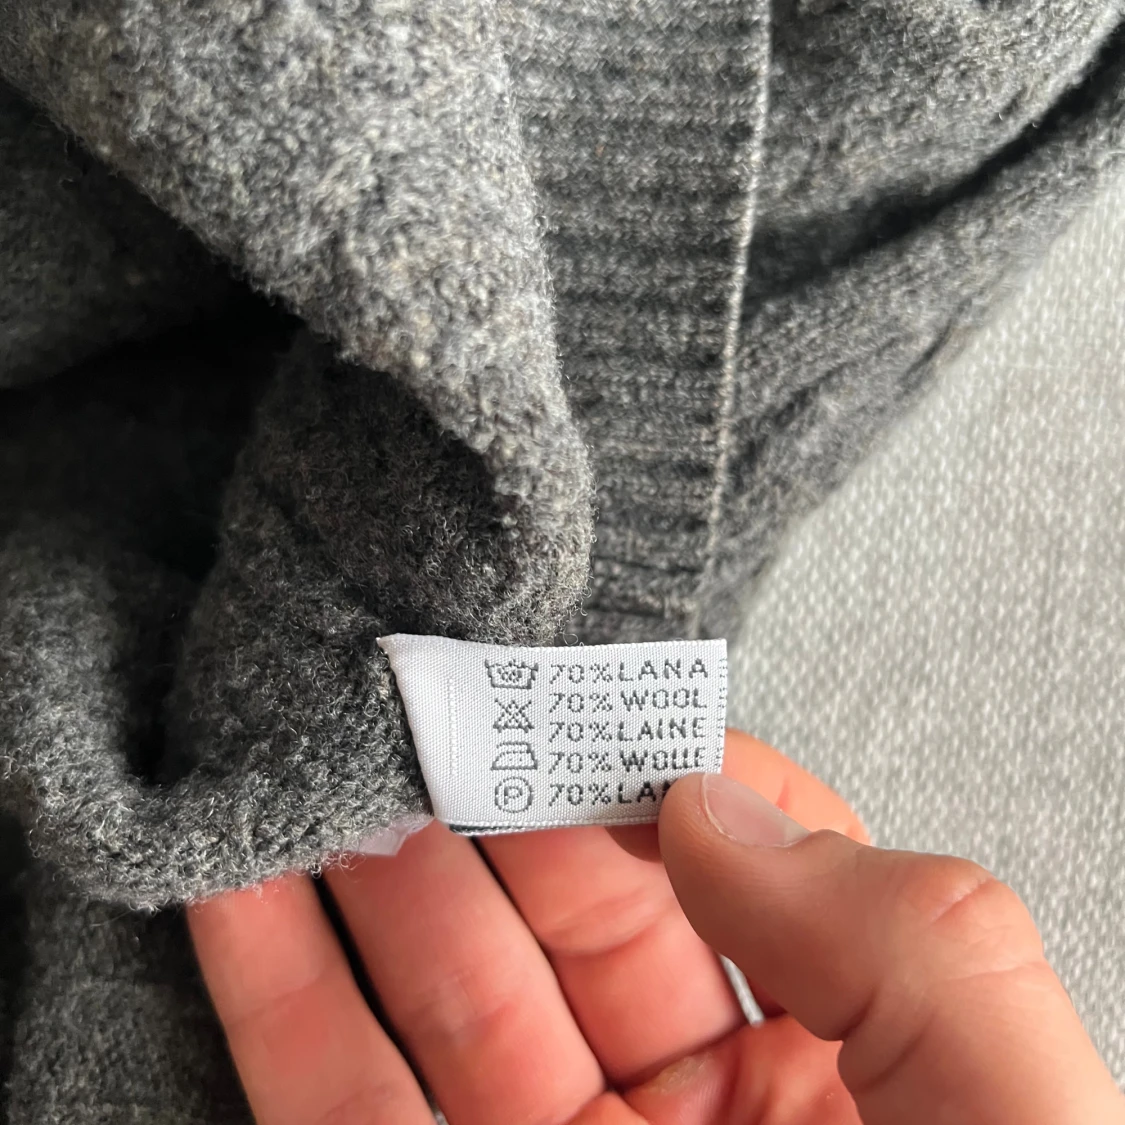 70% LANA
70% WOOL
70% LAINE
70% WOLLE
70%
P